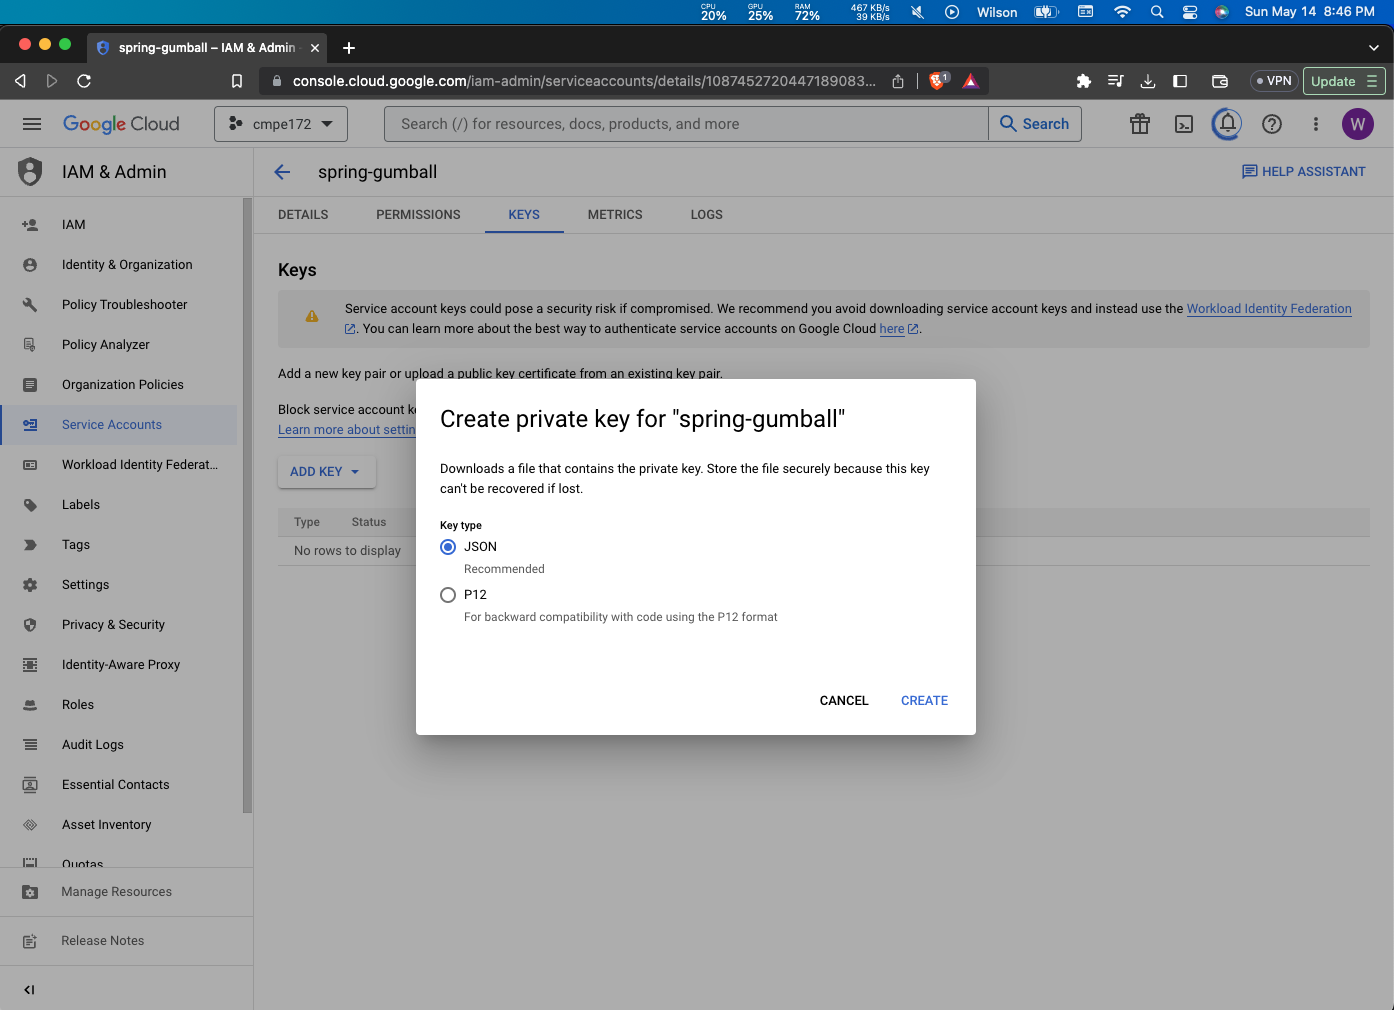 CPU
20%
GPU
25%
RAM
72%
467 KB/s
39 KB/s
Wilson
Sun May 14 8:46 PM
spring-gumball – IAM & Admin
console.cloud.google.com/iam-admin/serviceaccounts/details/1087452720447189083...
1
VPN
Update
Google Cloud
cmpe172
Search (/) for resources, docs, products, and more
Search
W
IAM & Admin
spring-gumball
HELP ASSISTANT
DETAILS
PERMISSIONS
KEYS
METRICS
LOGS
IAM
Identity & Organization
Policy Troubleshooter
Policy Analyzer
Organization Policies
Service Accounts
Workload Identity Federat...
Labels
Tags
Settings
Privacy & Security
Identity-Aware Proxy
Roles
Audit Logs
Essential Contacts
Asset Inventory
Quotas
Manage Resources
Release Notes
Keys
Service account keys could pose a security risk if compromised. We recommend you avoid downloading service account keys and instead use the Workload Identity Federation
. You can learn more about the best way to authenticate service accounts on Google Cloud here .
Add a new key pair or upload a public key certificate from an existing key pair.
Block service account k
Learn more about settin
ADD KEY
Type Status
No rows to display
Create private key for "spring-gumball"
Downloads a file that contains the private key. Store the file securely because this key
can't be recovered if lost.
Key type
JSON
Recommended
P12
For backward compatibility with code using the P12 format
CANCEL
CREATE